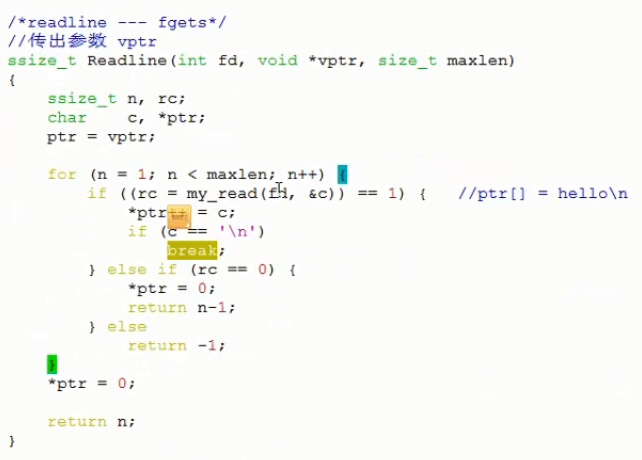 /*readline --- fgets*/
//传出参数 vptr
ssize_t Readline(int fd, void *vptr, size_t maxlen)
{
    ssize_t n, rc;
    char    c, *ptr;
    ptr = vptr;

    for (n = 1; n < maxlen; n++) {
        if ((rc = my_read(fd, &c)) == 1) {   //ptr[] = hello\n
            *ptr++ = c;
            if (c == '\n')
                break;
        } else if (rc == 0) {
            *ptr = 0;
            return n-1;
        } else
            return -1;
    }
    *ptr = 0;

    return n;
}